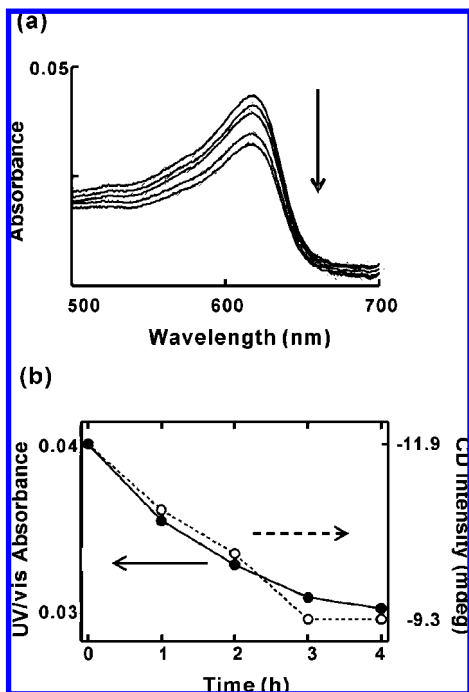 (a)
0.05
Absorbance
500 600 700
Wavelength (nm)
(b)
0.04
0.03
UV/vis Absorbance
-11.9
-9.3
CD Intensity (mdeg)
0 1 2 3 4
Time (h)